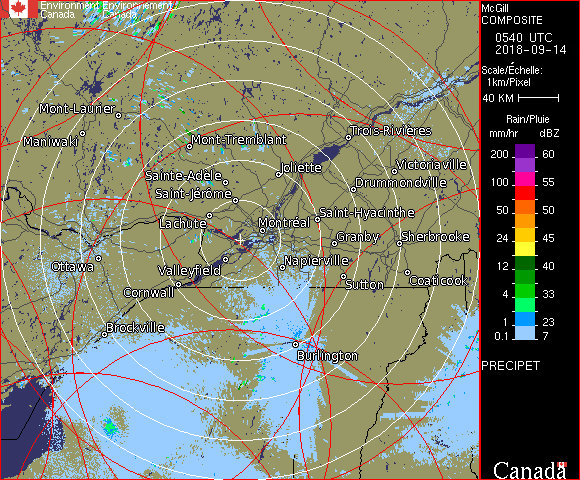 Environment Environnement
Canada Canada
McGill
COMPOSITE
0540 UTC
2018-09-14
Scale/Échelle:
1km/Pixel
40 KM
Rain/Pluie
mm/hr dBZ
200 60
100 55
50 50
24 45
12 40
4 33
1 23
0.1 7
PRECIPET
Canada
Mont-Laurier
Maniwaki
Mont-Tremblant
Trois-Rivières
Joliette
Victoriaville
Sainte-Adèle
Drummondville
Saint-Jérôme
Saint-Hyacinthe
Lachute
Montréal
Granby
Sherbrooke
Ottawa
Valleyfield
Napierville
Cornwall
Sutton
Coaticook
Brockville
Burlington